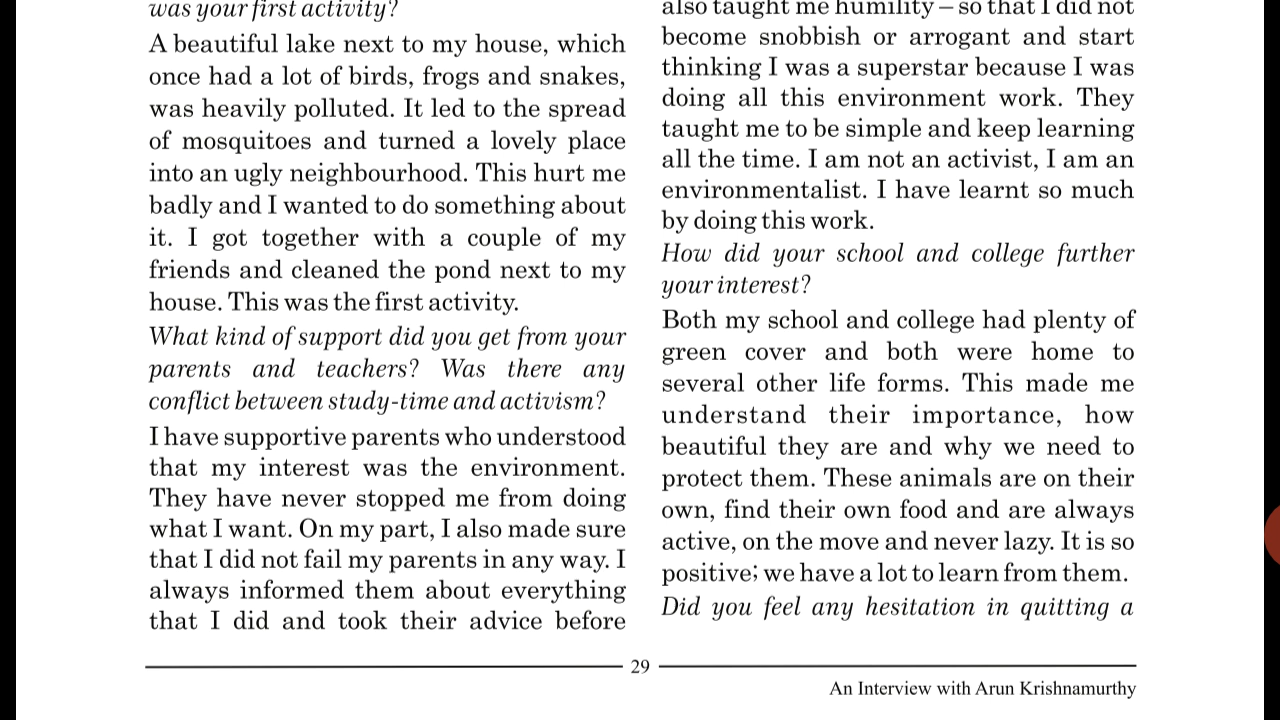 was your first activity?
A beautiful lake next to my house, which
once had a lot of birds, frogs and snakes,
was heavily polluted. It led to the spread
of mosquitoes and turned a lovely place
into an ugly neighbourhood. This hurt me
badly and I wanted to do something about
it. I got together with a couple of my
friends and cleaned the pond next to my
house. This was the first activity.
What kind of support did you get from your
parents and teachers? Was there any
conflict between study-time and activism?
I have supportive parents who understood
that my interest was the environment.
They have never stopped me from doing
what I want. On my part, I also made sure
that I did not fail my parents in any way. I
always informed them about everything
that I did and took their advice before
also taught me humility – so that I did not
become snobbish or arrogant and start
thinking I was a superstar because I was
doing all this environment work. They
taught me to be simple and keep learning
all the time. I am not an activist, I am an
environmentalist. I have learnt so much
by doing this work.
How did your school and college further
your interest?
Both my school and college had plenty of
green cover and both were home to
several other life forms. This made me
understand their importance, how
beautiful they are and why we need to
protect them. These animals are on their
own, find their own food and are always
active, on the move and never lazy. It is so
positive; we have a lot to learn from them.
Did you feel any hesitation in quitting a
29
An Interview with Arun Krishnamurthy